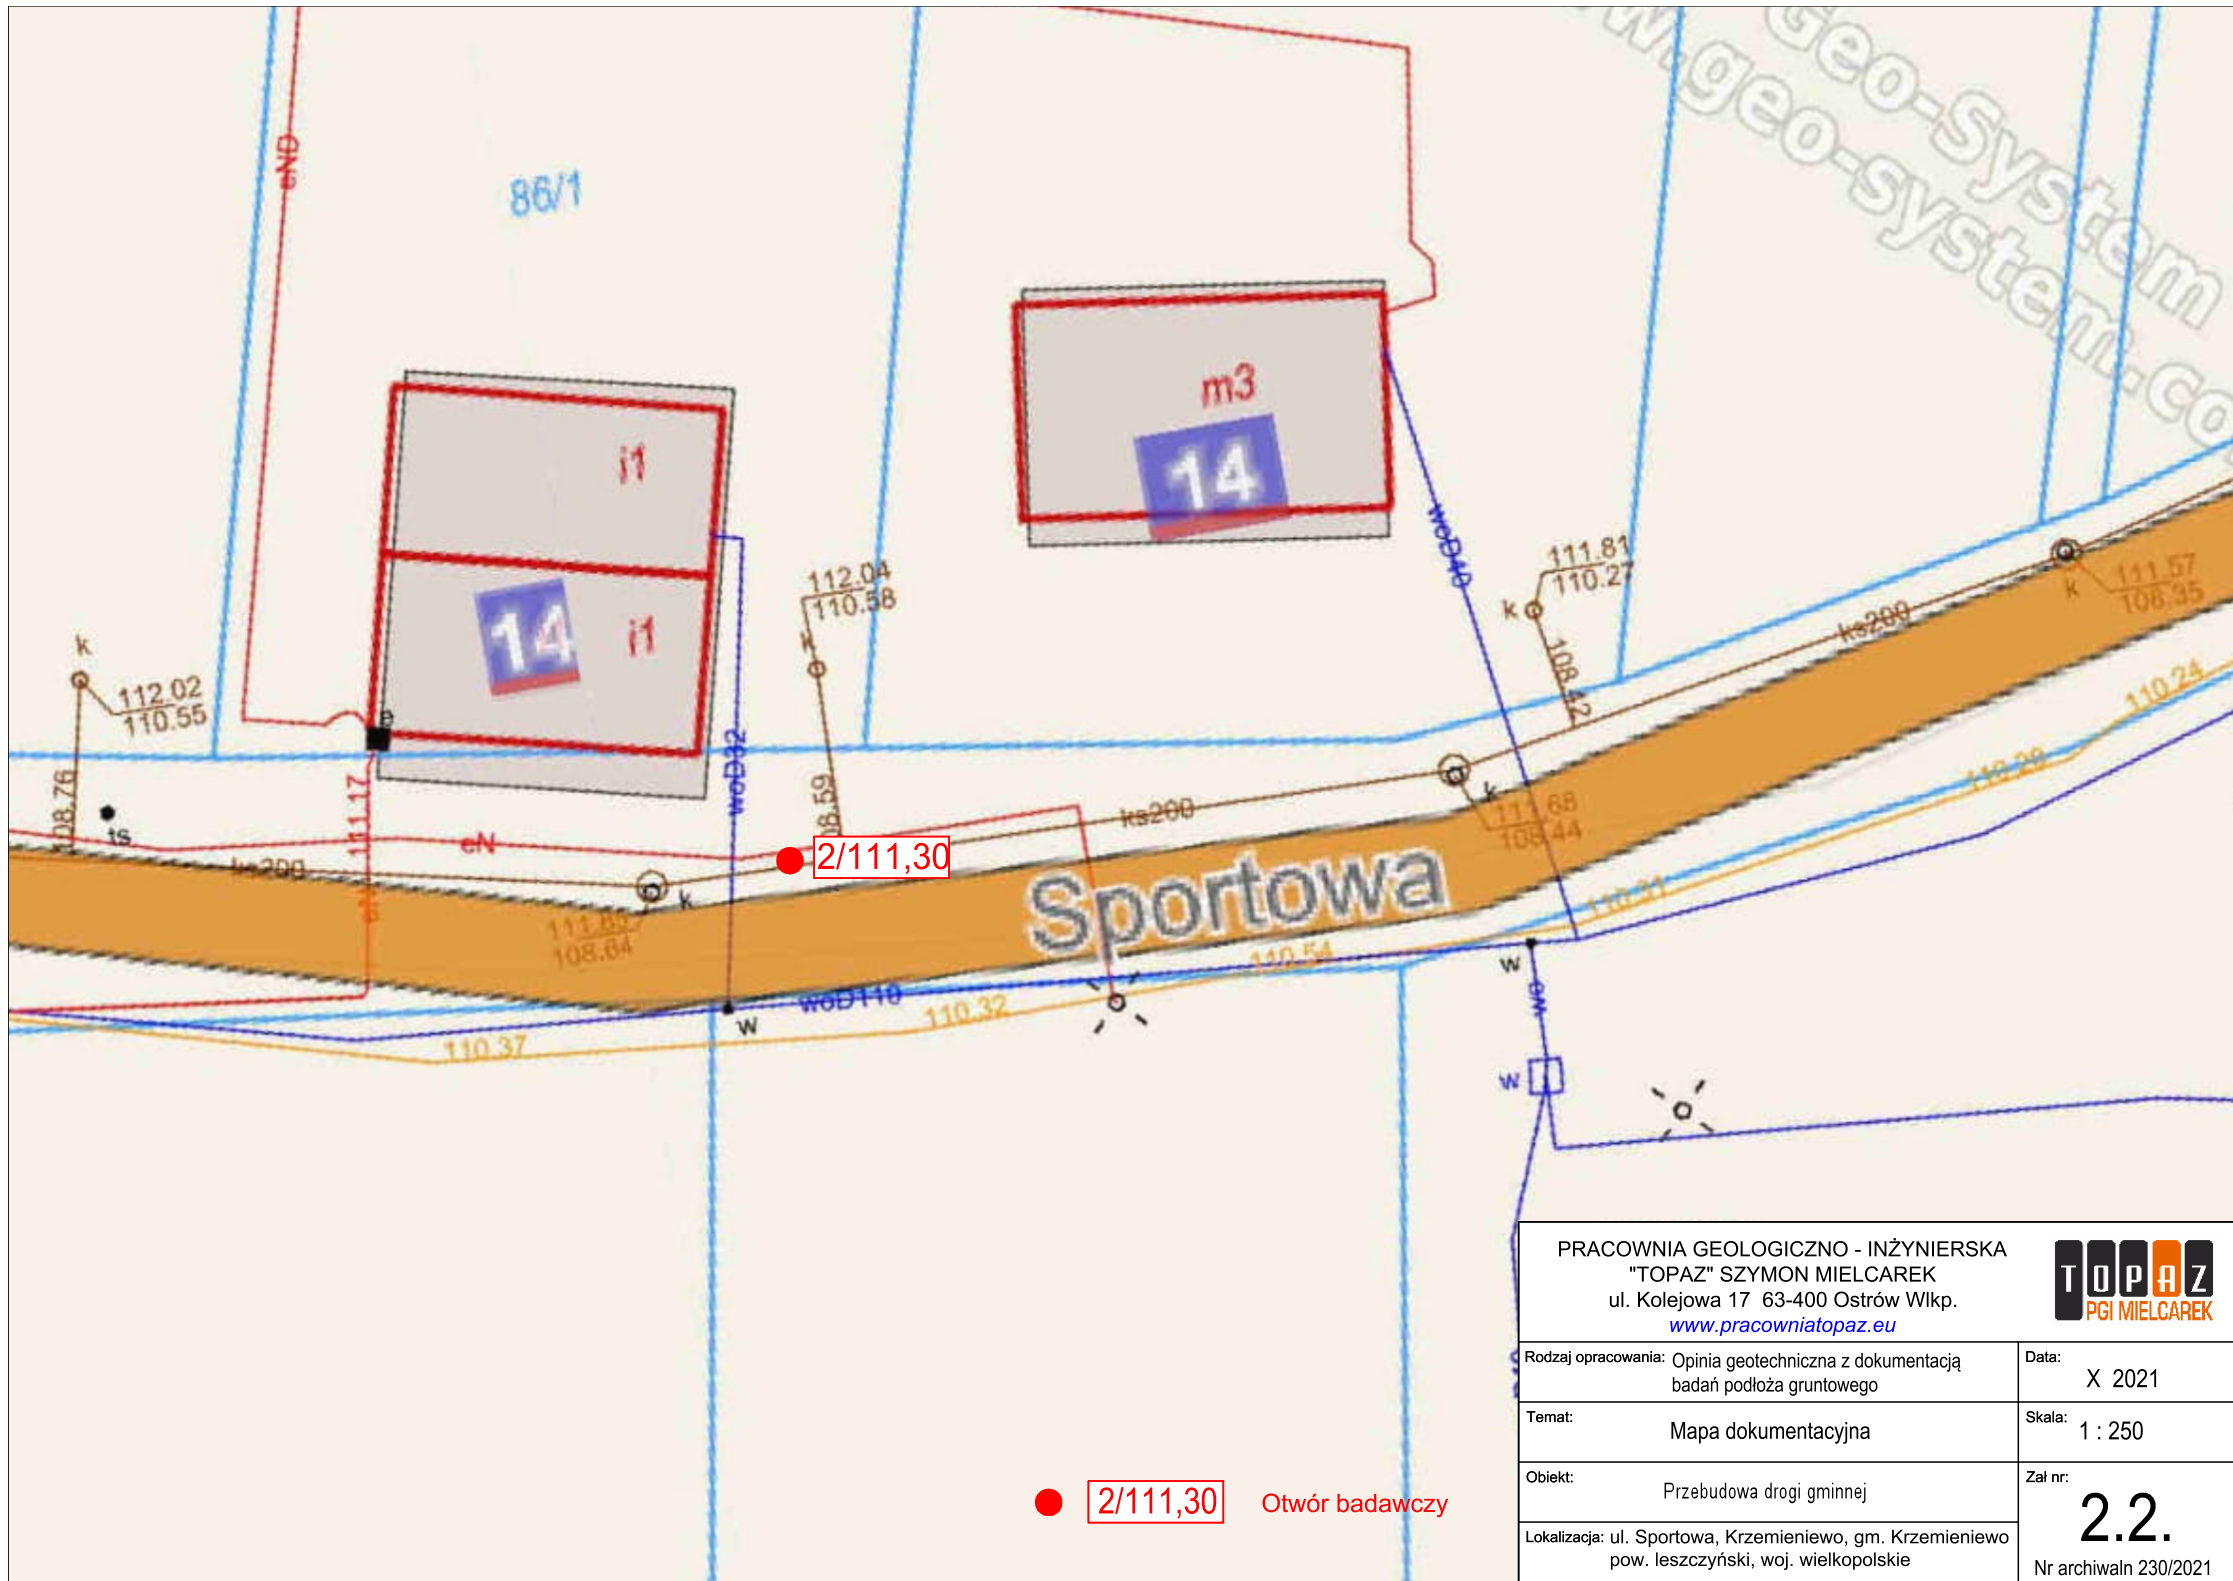 Geo-System
w.geo-system.co
eND
86/1
m3
14
i1
14
i1
woD40
112.04
110.58
k
111.81
110.27
k
108.42
111.57
108.35
k
ks200
k
112.02
110.55
108.76
ts
e
111.17
woD32
08.59
eN
ks200
ks200
2/111,30
k
111.68
108.44
k
111.65
108.64
eN
Sportowa
110.24
110.20
110.31
110.54
110.32
110.37
woD110
w
w
wo
w
PRACOWNIA GEOLOGICZNO - INŻYNIERSKA
"TOPAZ" SZYMON MIELCAREK
ul. Kolejowa 17 63-400 Ostrów Wlkp.
www.pracowniatopaz.eu
TOPAZ
PGI MIELCAREK
Rodzaj opracowania: Opinia geotechniczna z dokumentacją
badań podłoża gruntowego
Data:
X 2021
Temat:
Mapa dokumentacyjna
Skala:
1 : 250
Obiekt:
Przebudowa drogi gminnej
Zał nr:
2.2.
Lokalizacja: ul. Sportowa, Krzemieniewo, gm. Krzemieniewo
pow. leszczyński, woj. wielkopolskie
Nr archiwaln 230/2021
2/111,30
Otwór badawczy